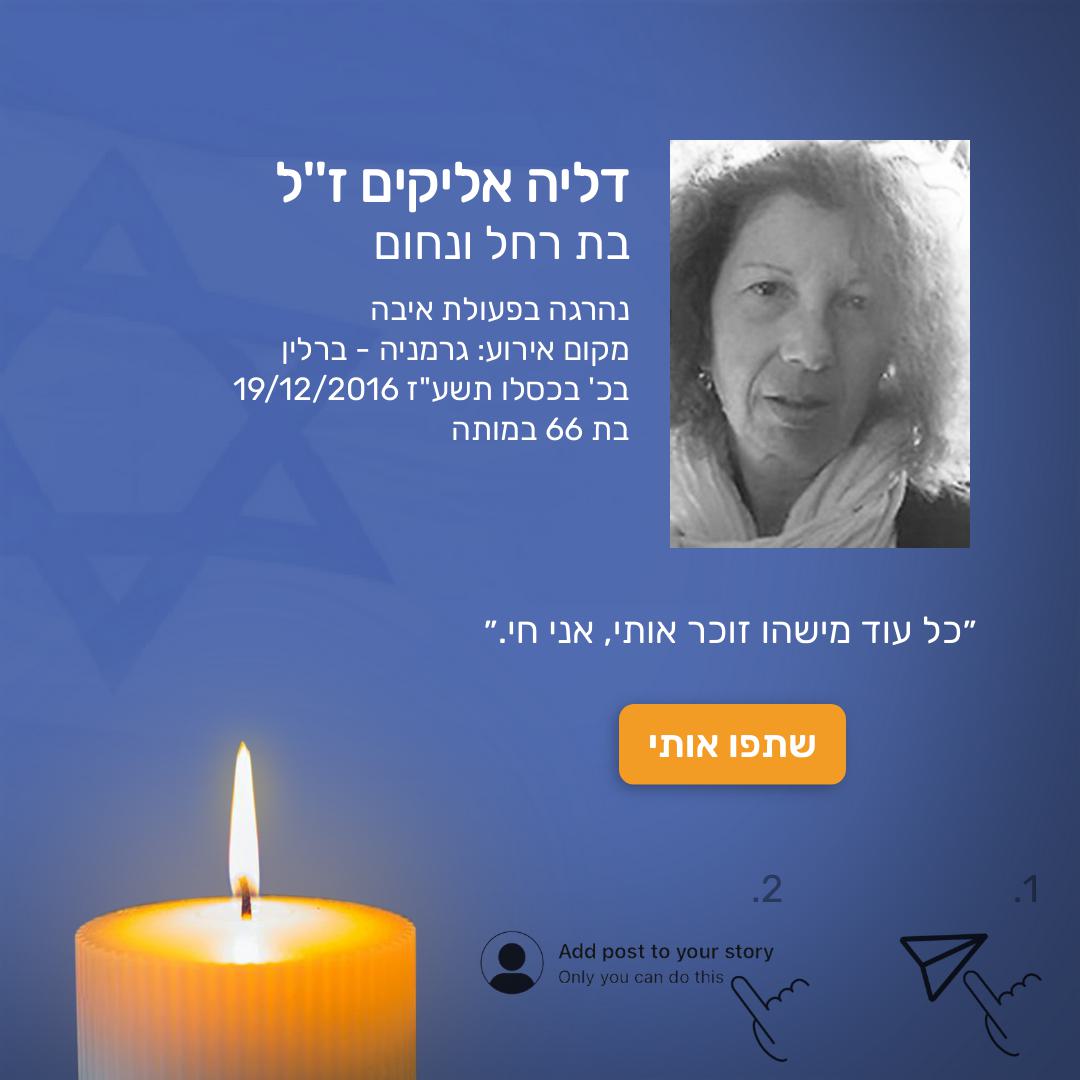 דליה אליקים ז''ל
בת רחל ונחום
נהרגה בפעולת איבה
מקום אירוע: גרמניה - ברלין
בכ' בכסלו תשע"ז 19/12/2016
בת 66 במותה
״כל עוד מישהו זוכר אותי, אני חי.״
שתפו אותי
.1
.2
Add post to your story
Only you can do this